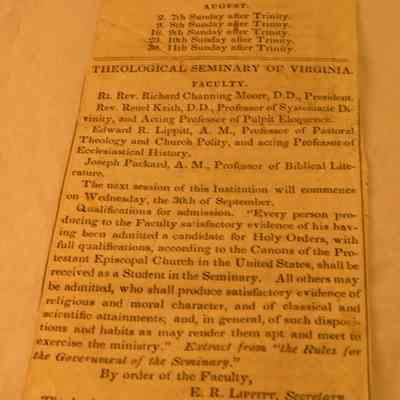 AUGUST.
2. 7th Sunday after Trinity.
9. 8th Sunday after Trinity.
16. 9th Sunday after Trinity.
23. 10th Sunday after Trinity.
30. 11th Sunday after Trinity.
THEOLOGICAL SEMINARY OF VIRGINIA.
FACULTY.
Rt. Rev. Richard Channing Moore, D.D., President.
Rev. Reuel Keith, D.D., Professor of Systematic Di-
vinity, and Acting Professor of Pulpit Eloquence.
Edward R. Lippitt, A. M., Professor of Pastoral
Theology and Church Polity, and acting Professor of
Ecclesiastical History.
Joseph Packard, A. M., Professor of Biblical Lite-
rature.
The next session of this Institution will commence
on Wednesday, the 30th of September.
Qualifications for admission. "Every person pro-
ducing to the Faculty satisfactory evidence of his hav-
ing been admitted a candidate for Holy Orders, with
full qualifications, according to the Canons of the Pro-
testant Episcopal Church in the United States, shall be
received as a Student in the Seminary. All others may
be admitted, who shall produce satisfactory evidence of
religious and moral character, and of classical and
scientific attainments; and, in general, of such disposi-
tions and habits as may render them apt and meet to
exercise the ministry." Extract from "the Rules for
the Government of the Seminary."
By order of the Faculty,
E. R. LIPPITT, Secretary.